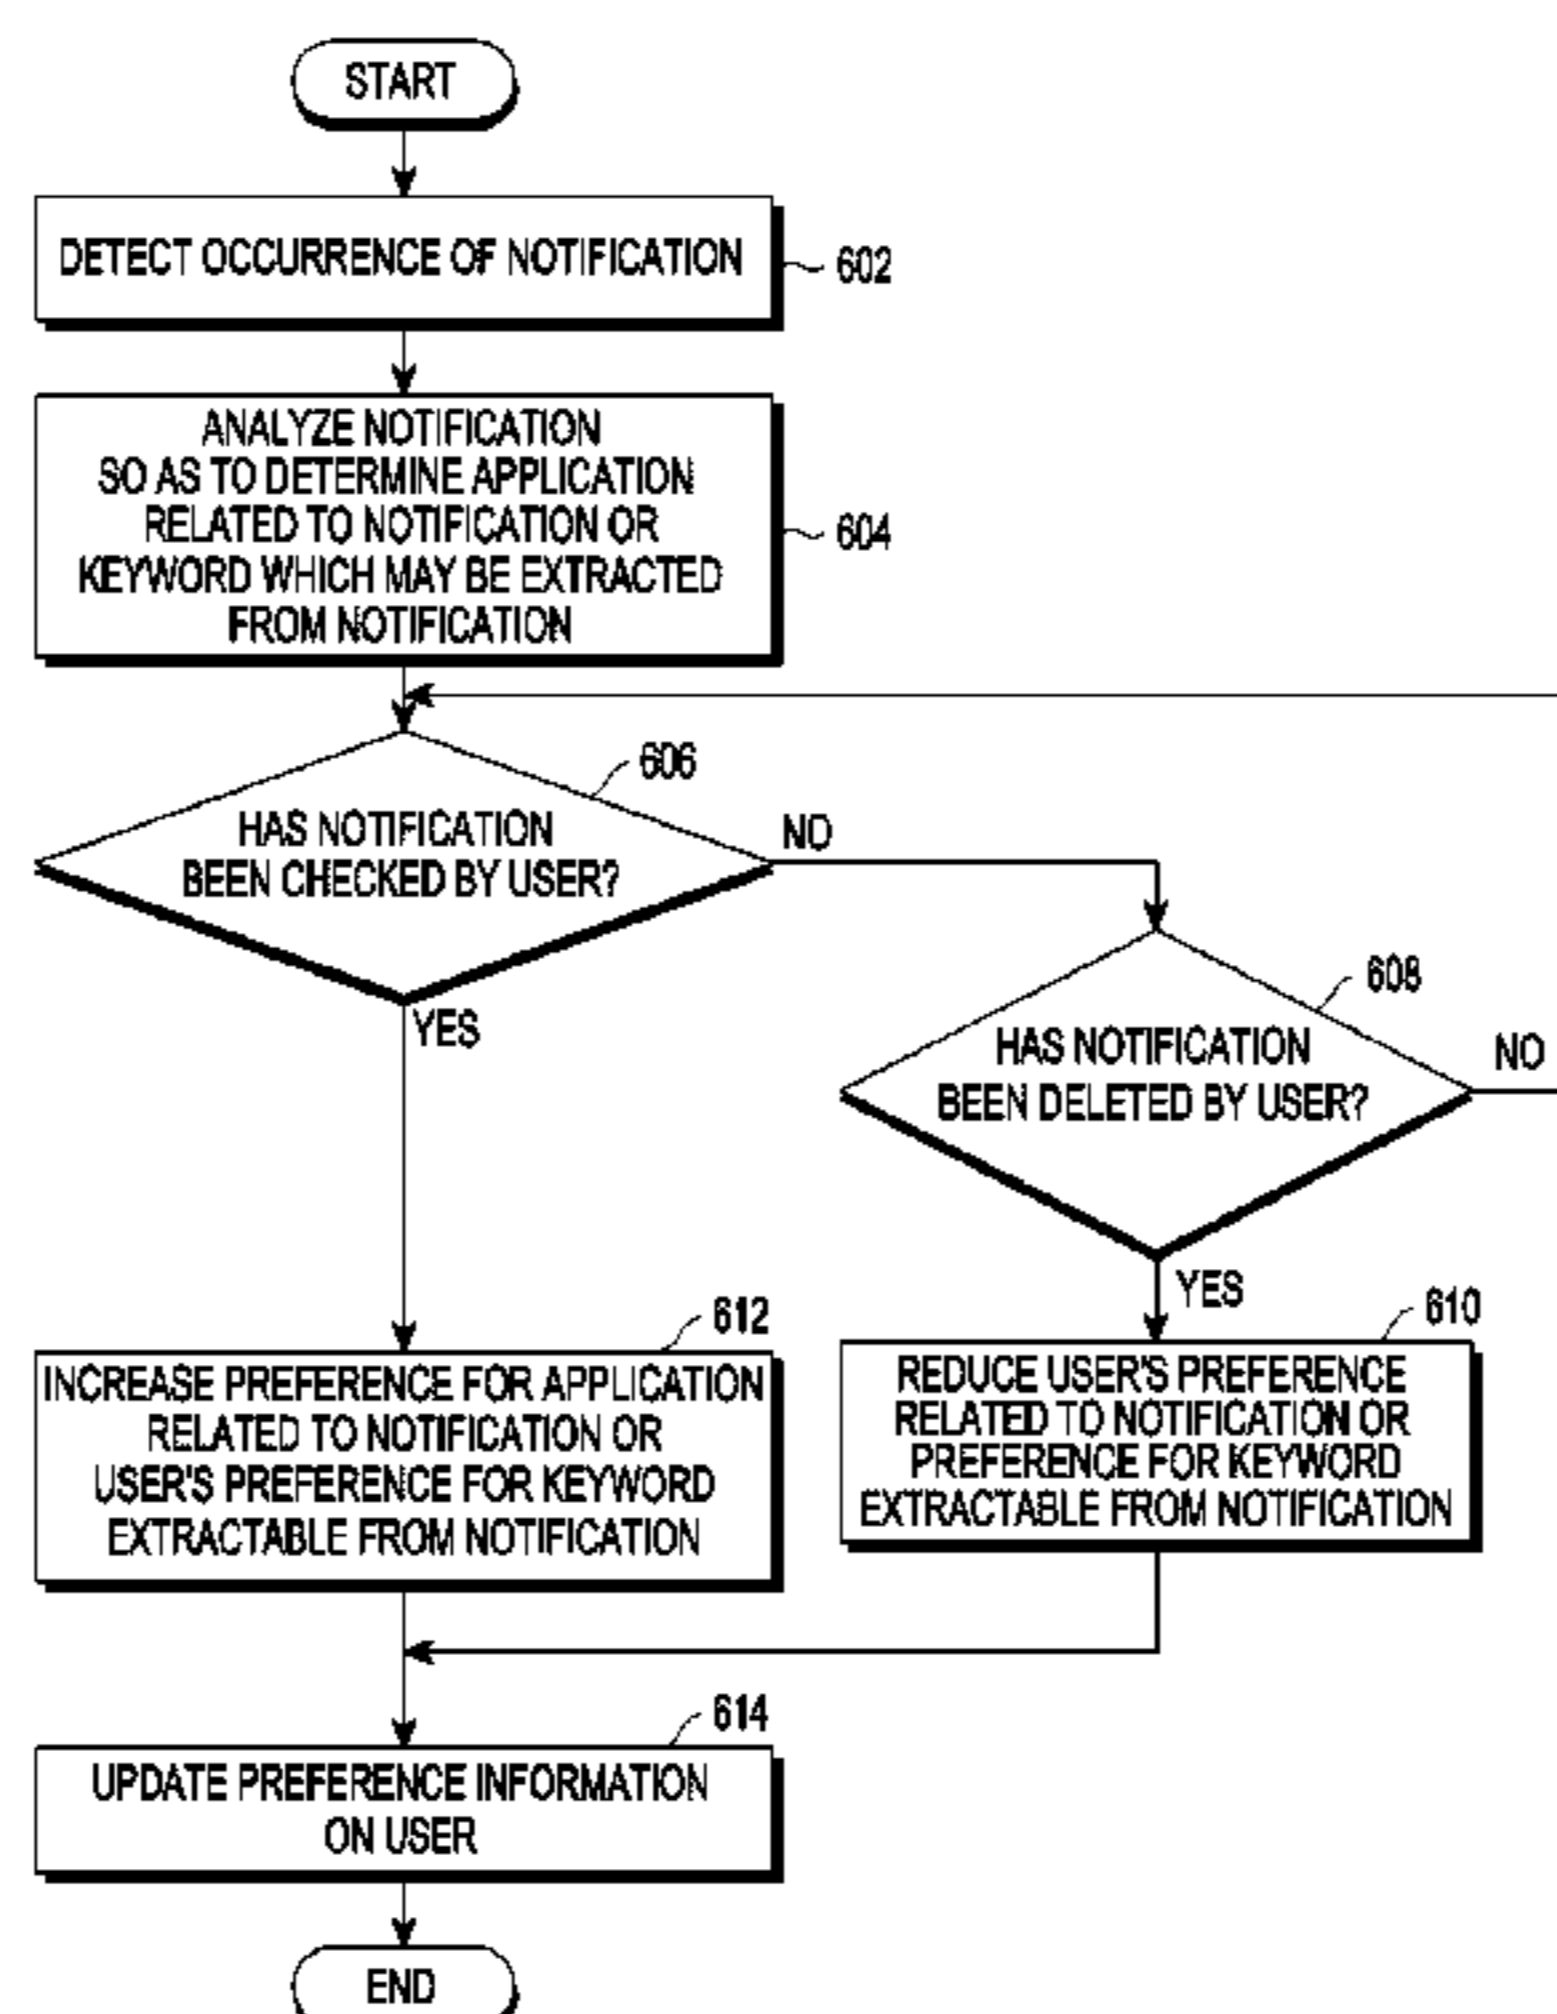 START
DETECT OCCURRENCE OF NOTIFICATION
602
ANALYZE NOTIFICATION
SO AS TO DETERMINE APPLICATION
RELATED TO NOTIFICATION OR
KEYWORD WHICH MAY BE EXTRACTED
FROM NOTIFICATION
604
606
HAS NOTIFICATION
BEEN CHECKED BY USER?
NO
YES
608
HAS NOTIFICATION
BEEN DELETED BY USER?
NO
YES
612
INCREASE PREFERENCE FOR APPLICATION
RELATED TO NOTIFICATION OR
USER'S PREFERENCE FOR KEYWORD
EXTRACTABLE FROM NOTIFICATION
610
REDUCE USER'S PREFERENCE
RELATED TO NOTIFICATION OR
PREFERENCE FOR KEYWORD
EXTRACTABLE FROM NOTIFICATION
614
UPDATE PREFERENCE INFORMATION
ON USER
END